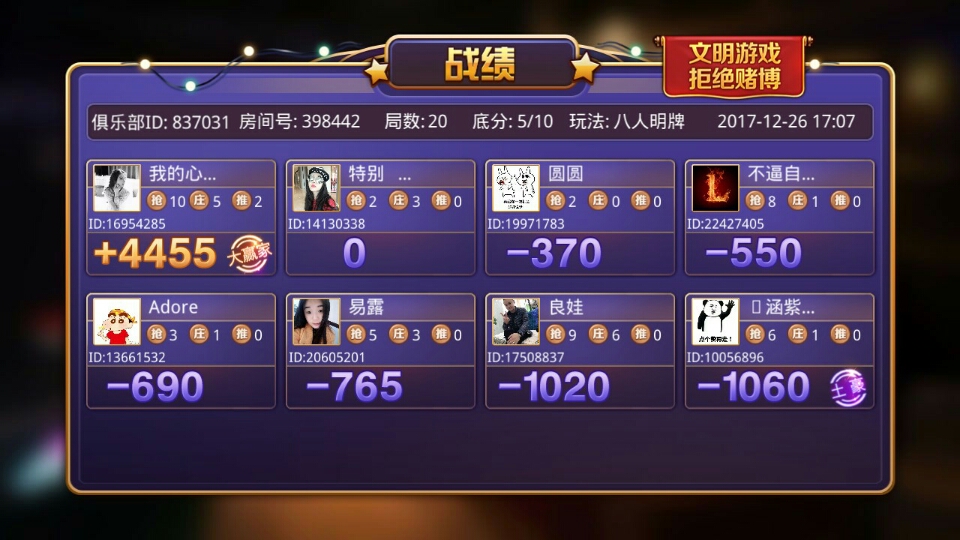 战绩
文明游戏
拒绝赌博
俱乐部ID: 837031 房间号: 398442 局数: 20 底分: 5/10 玩法: 八人明牌 2017-12-26 17:07
我的心...
抢 10 庄 5 推 2
ID:16954285
+4455 大赢家
特别 ...
抢 2 庄 3 推 0
ID:14130338
0
圆圆
抢 2 庄 0 推 0
ID:19971783
-370
不逼自...
抢 8 庄 1 推 0
ID:22427405
-550
Adore
抢 3 庄 1 推 0
ID:13661532
-690
易露
抢 5 庄 3 推 0
ID:20605201
-765
良娃
抢 9 庄 6 推 0
ID:17508837
-1020
涵紫...
抢 6 庄 1 推 0
ID:10056896
-1060 土豪